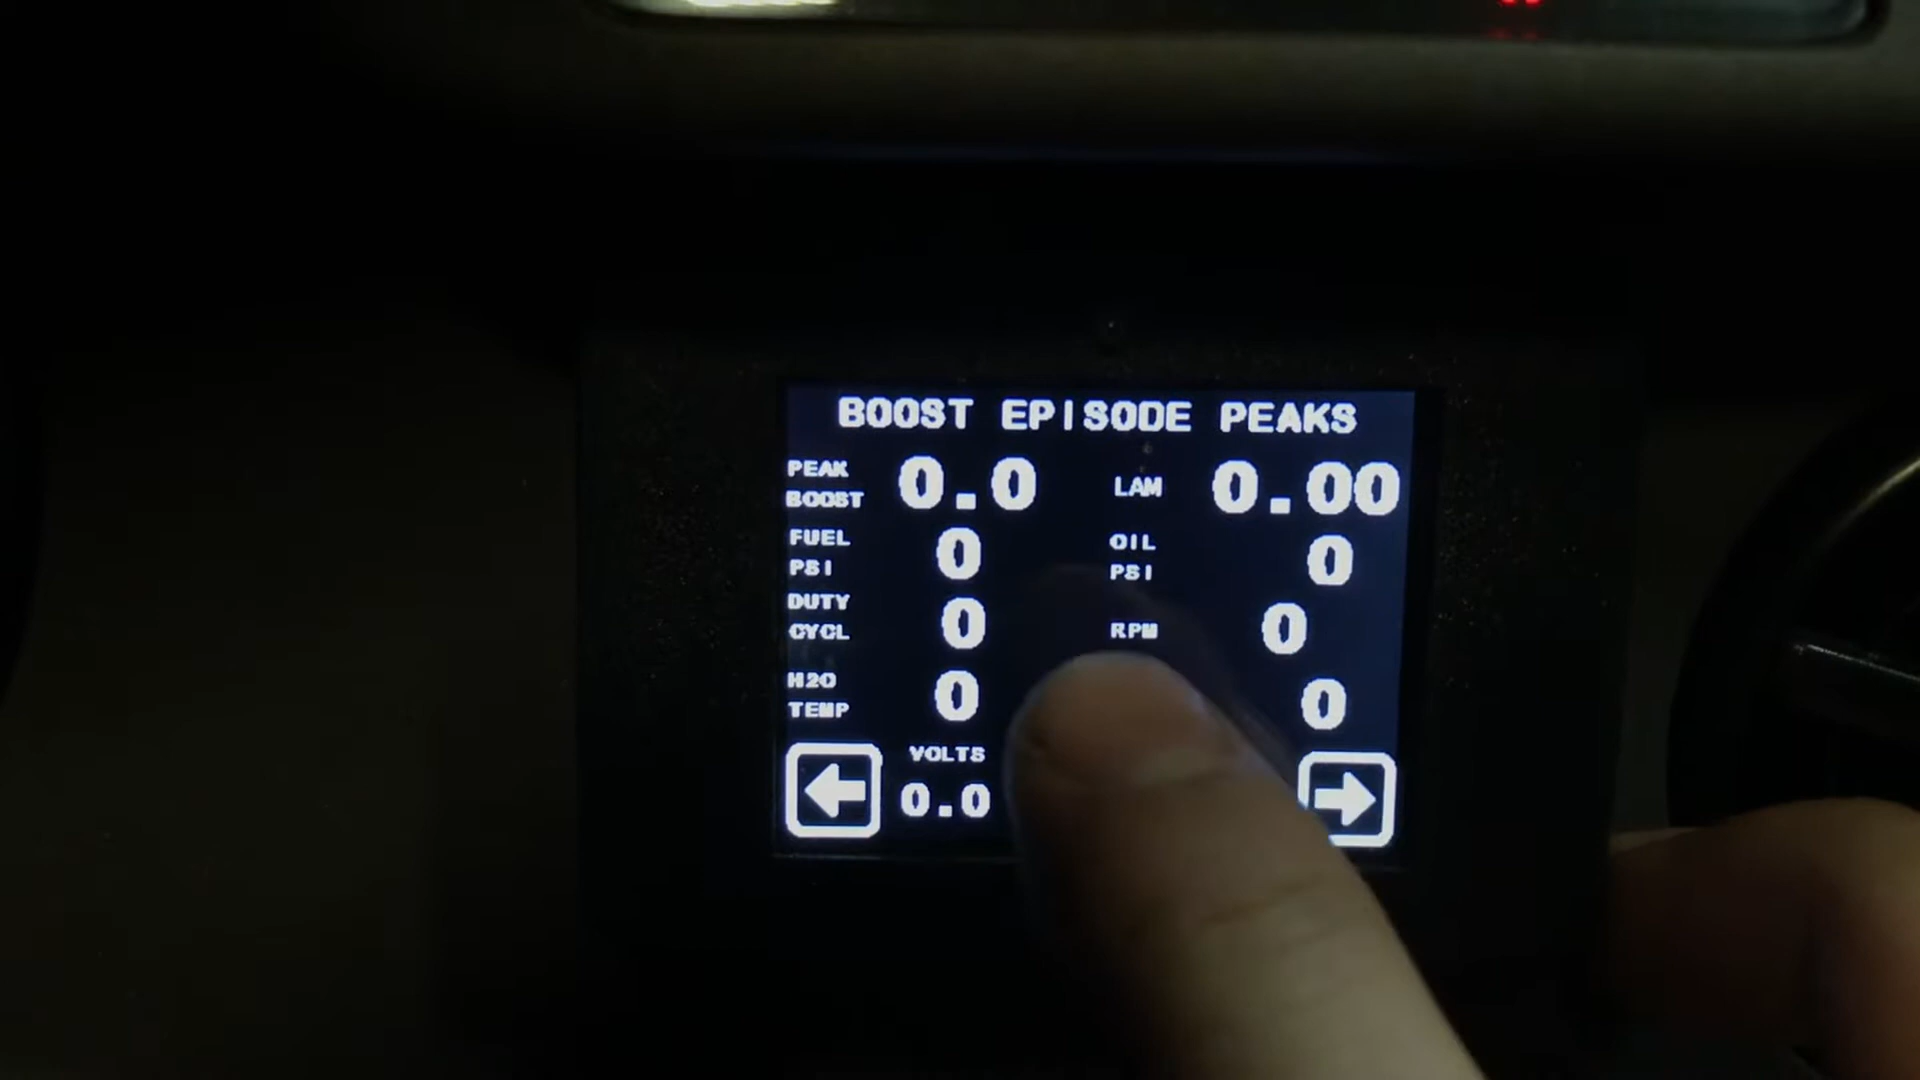 BOOST EPISODE PEAKS
PEAK BOOST 0.0 LAM 0.00
FUEL PSI 0 OIL PSI 0
DUTY CYCL 0 RPM 0
H2O TEMP 0 0
VOLTS
0.0